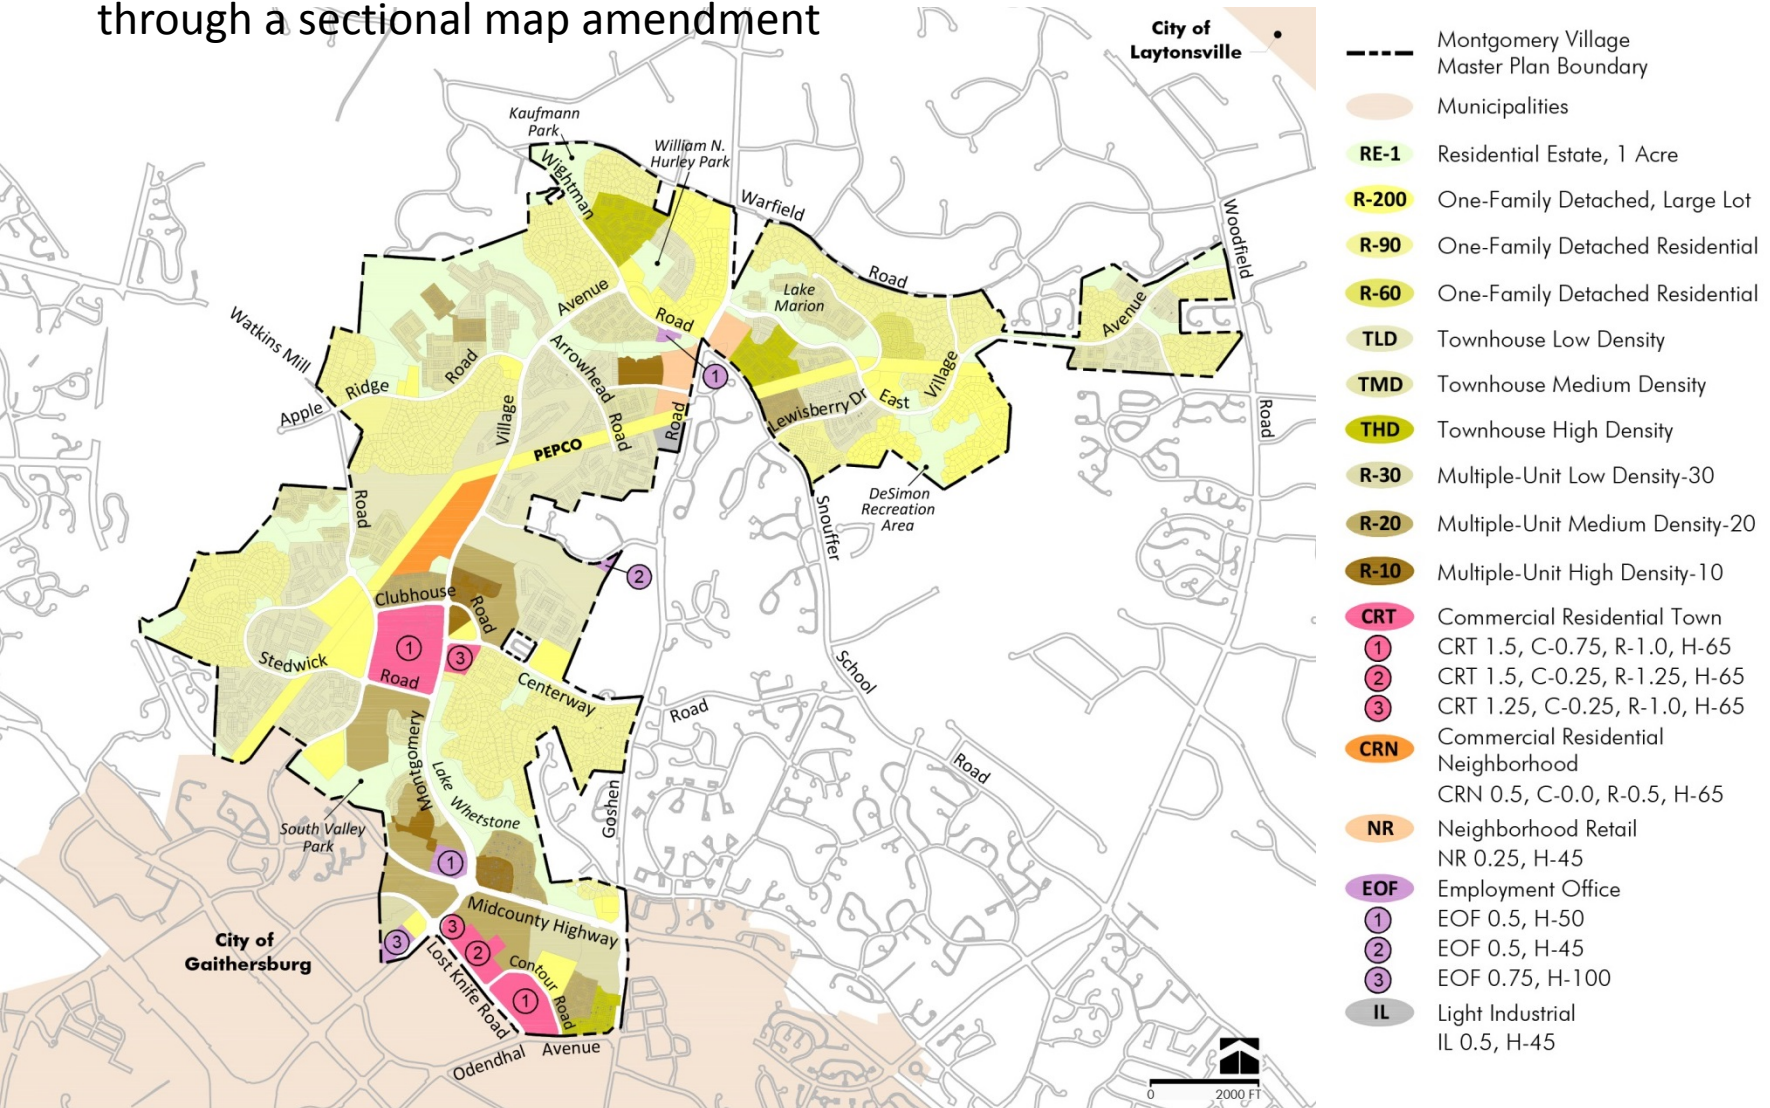 through a sectional map amendment
City of
Laytonsville
Kaufmann
Park
William N.
Hurley Park
Wightman
Warfield
Road
Woodfield
Road
Avenue
Road
Lake
Marion
Avenue
Watkins Mill
Road
Apple
Ridge
Road
Arrowhead
Road
Village
PEPCO
Road
1
Lewisberry Dr
East
Village
DeSimon
Recreation
Area
Snouffer
School
Road
2
Clubhouse
Road
1
3
Stedwick
Road
Centerway
Road
Montgomery
Lake Whetstone
Goshen
South Valley
Park
1
Midcounty Highway
3
3
2
Contour
Road
1
Lost Knife Road
Odendhal
Avenue
City of
Gaithersburg
0
2000 FT
Montgomery Village
Master Plan Boundary
Municipalities
RE-1 Residential Estate, 1 Acre
R-200 One-Family Detached, Large Lot
R-90 One-Family Detached Residential
R-60 One-Family Detached Residential
TLD Townhouse Low Density
TMD Townhouse Medium Density
THD Townhouse High Density
R-30 Multiple-Unit Low Density-30
R-20 Multiple-Unit Medium Density-20
R-10 Multiple-Unit High Density-10
CRT Commercial Residential Town
1 CRT 1.5, C-0.75, R-1.0, H-65
2 CRT 1.5, C-0.25, R-1.25, H-65
3 CRT 1.25, C-0.25, R-1.0, H-65
CRN Commercial Residential
Neighborhood
CRN 0.5, C-0.0, R-0.5, H-65
NR Neighborhood Retail
NR 0.25, H-45
EOF Employment Office
1 EOF 0.5, H-50
2 EOF 0.5, H-45
3 EOF 0.75, H-100
IL Light Industrial
IL 0.5, H-45